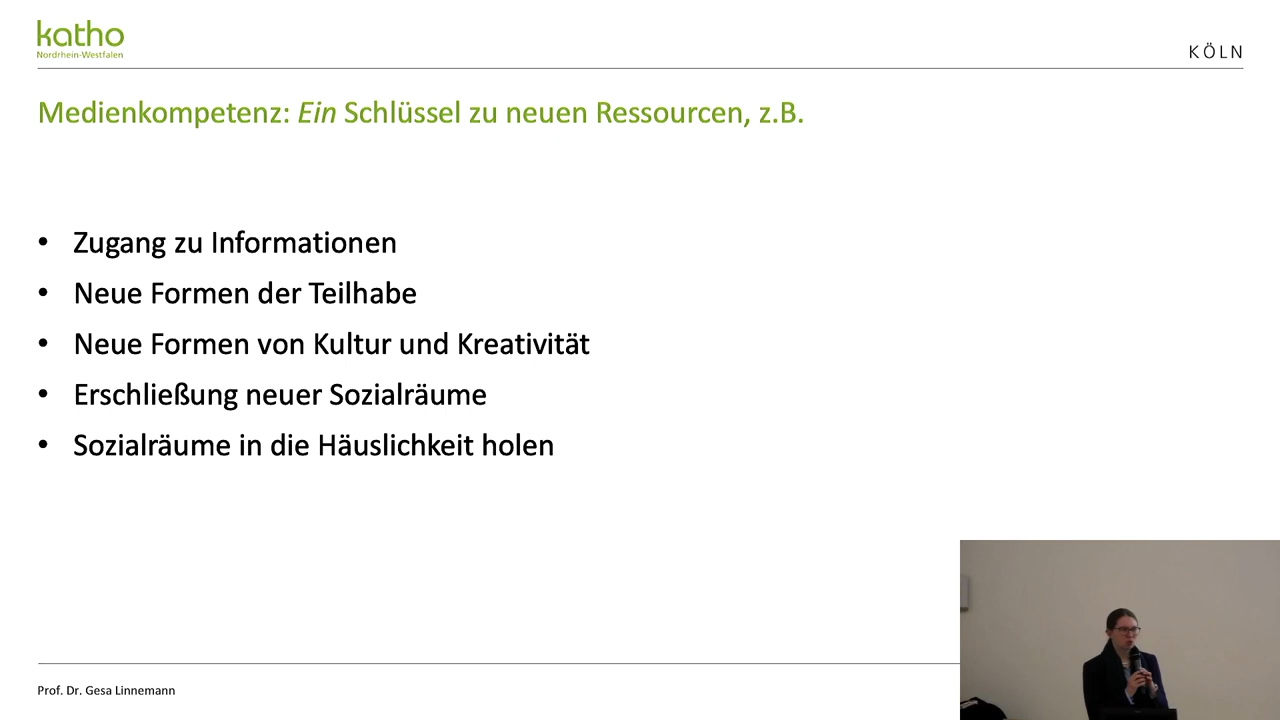 katho
Nordrhein-Westfalen
KÖLN
Medienkompetenz: Ein Schlüssel zu neuen Ressourcen, z.B.
• Zugang zu Informationen
• Neue Formen der Teilhabe
• Neue Formen von Kultur und Kreativität
• Erschließung neuer Sozialräume
• Sozialräume in die Häuslichkeit holen
Prof. Dr. Gesa Linnemann